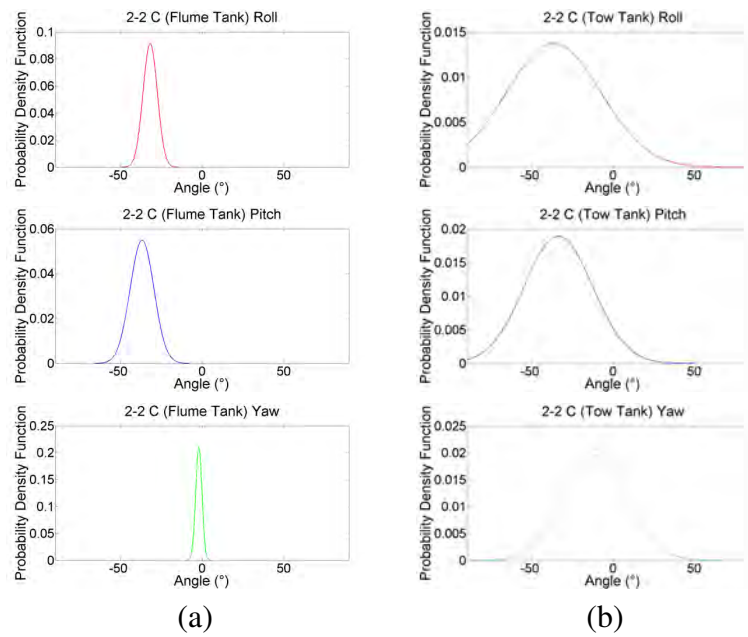 2-2 C (Flume Tank) Roll
Probability Density Function
0.1
0.08
0.06
0.04
0.02
0
-50
0
50
Angle (°)
2-2 C (Flume Tank) Pitch
Probability Density Function
0.06
0.04
0.02
0
-50
0
50
Angle (°)
2-2 C (Flume Tank) Yaw
Probability Density Function
0.25
0.2
0.15
0.1
0.05
0
-50
0
50
Angle (°)
(a)
2-2 C (Tow Tank) Roll
Probability Density Function
0.015
0.01
0.005
0
-50
0
50
Angle (°)
2-2 C (Tow Tank) Pitch
Probability Density Function
0.02
0.015
0.01
0.005
0
-50
0
50
Angle (°)
2-2 C (Tow Tank) Yaw
Probability Density Function
0.025
0.02
0.015
0.01
0.005
0
-50
0
50
Angle (°)
(b)